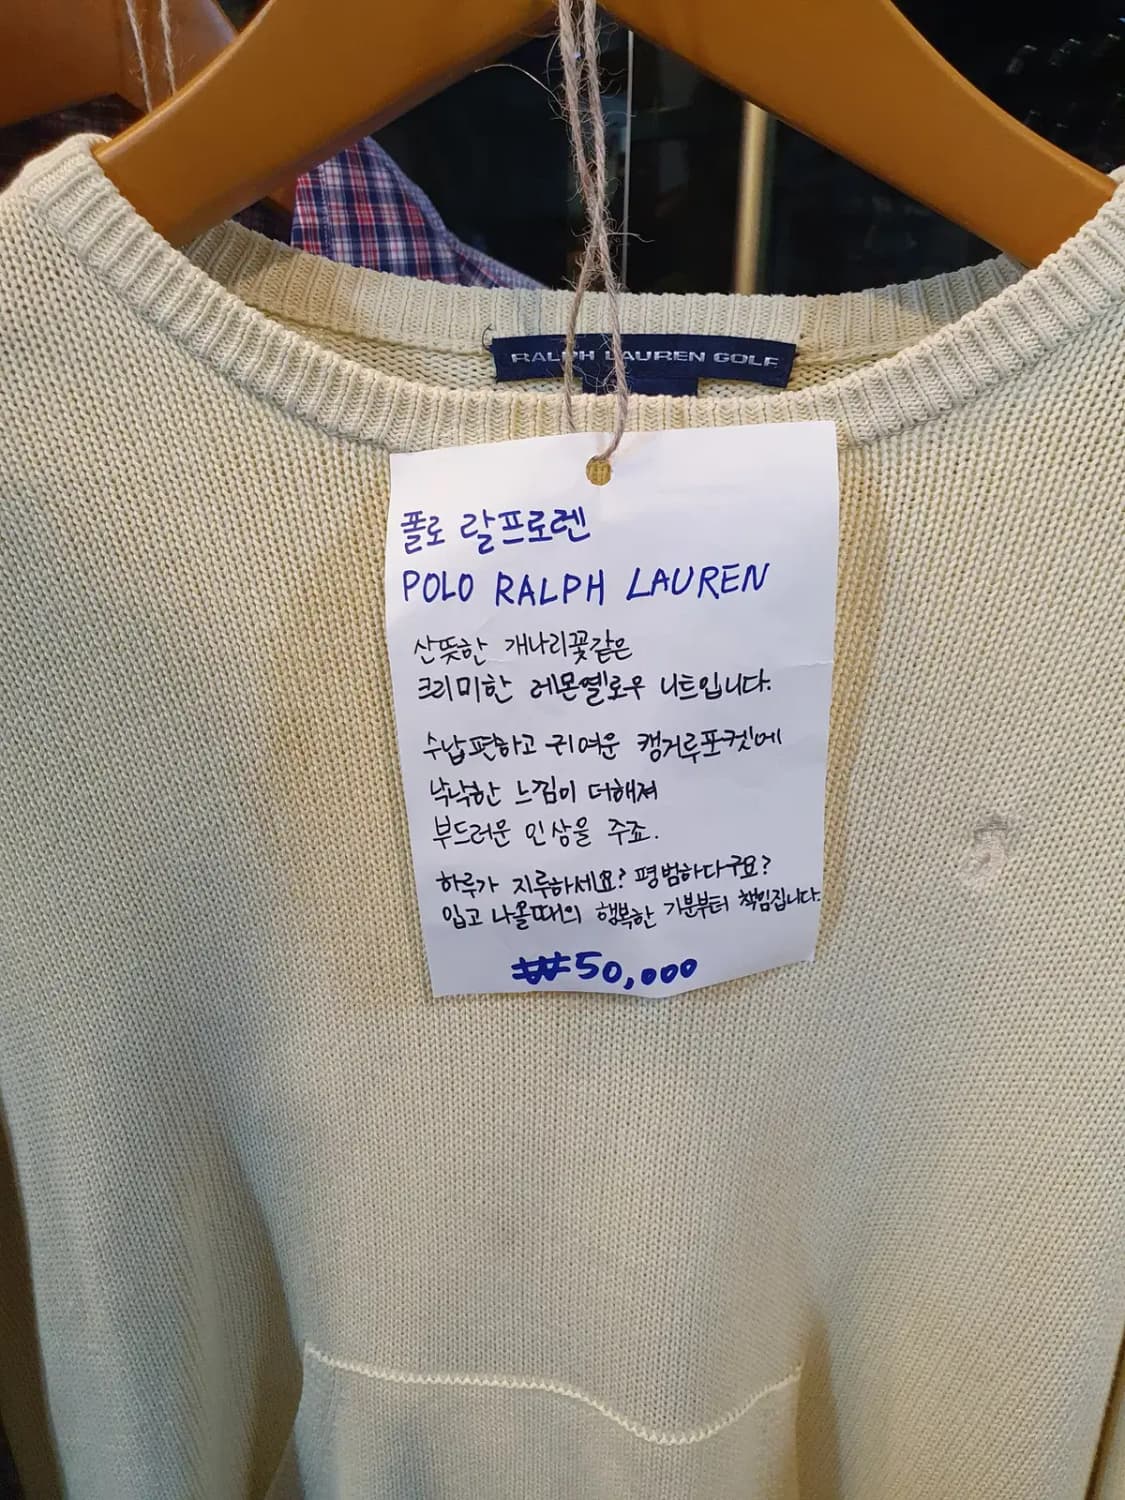 RALPH LAUREN GOLF
폴로 랄프로렌
POLO RALPH LAUREN
산뜻한 개나리꽃같은
크리미한 레몬옐로우 니트입니다.
수납편하고 귀여운 캥거루포켓에
낙낙한 느낌이 더해져
부드러운 인상을 주죠.
하루가 지루하세요? 평범하다구요?
입고 나올때의 행복한 기분부터 책임집니다.
₩50,000